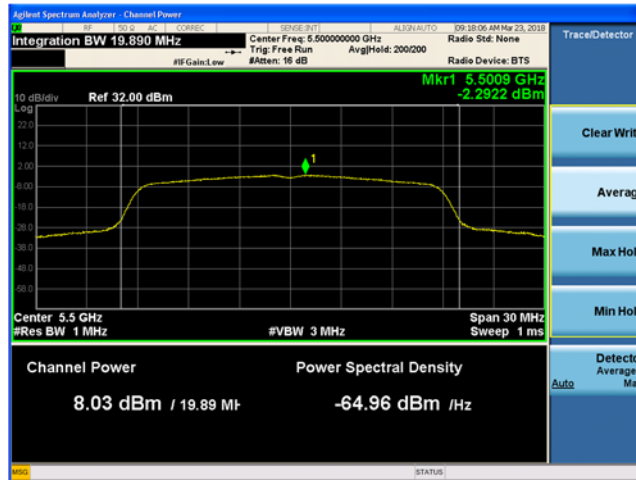 Agilent Spectrum Analyzer - Channel Power
RF 50 Ω AC CORREC SENSE:INT ALIGN AUTO 09:18:06 AM Mar 23, 2018
Integration BW 19.890 MHz
Center Freq: 5.500000000 GHz
Radio Std: None
Trig: Free Run Avg|Hold: 200/200
#IFGain:Low #Atten: 16 dB Radio Device: BTS
Trace/Detector
Mkr1 5.5009 GHz
-2.2922 dBm
10 dB/div Ref 32.00 dBm
Log
22.0
12.0
2.00
-8.00
-18.0
-28.0
-38.0
-48.0
-58.0
1
Center 5.5 GHz Span 30 MHz
#Res BW 1 MHz #VBW 3 MHz Sweep 1 ms
Channel Power Power Spectral Density
8.03 dBm / 19.89 MH -64.96 dBm /Hz
Clear Writ
Averag
Max Hol
Min Hol
Detecto
Average
Auto Ma
MSG STATUS